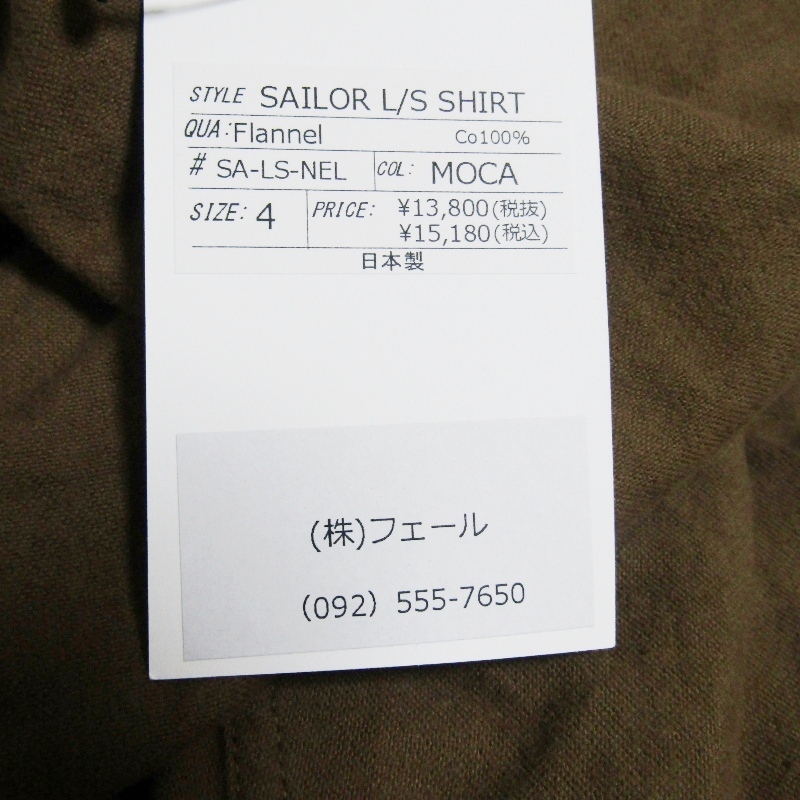 STYLE SAILOR L/S SHIRT
QUA: Flannel Co100%
# SA-LS-NEL COL: MOCA
SIZE: 4 PRICE: ¥13,800(税抜)
¥15,180(税込)
日本製
(株)フェール
(092) 555-7650